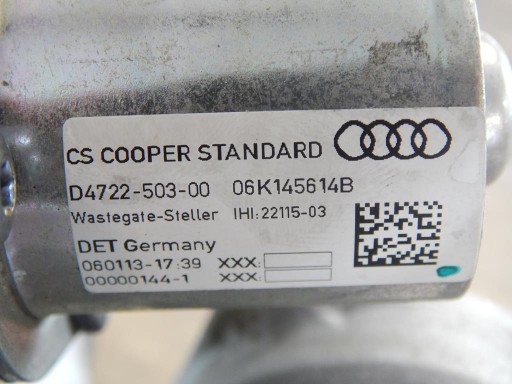 CS COOPER STANDARD
D4722-503-00 06K145614B
Wastegate-Steller IHI:22115-03
DET Germany
060113-17:39 XXX:
00000144-1 XXX: